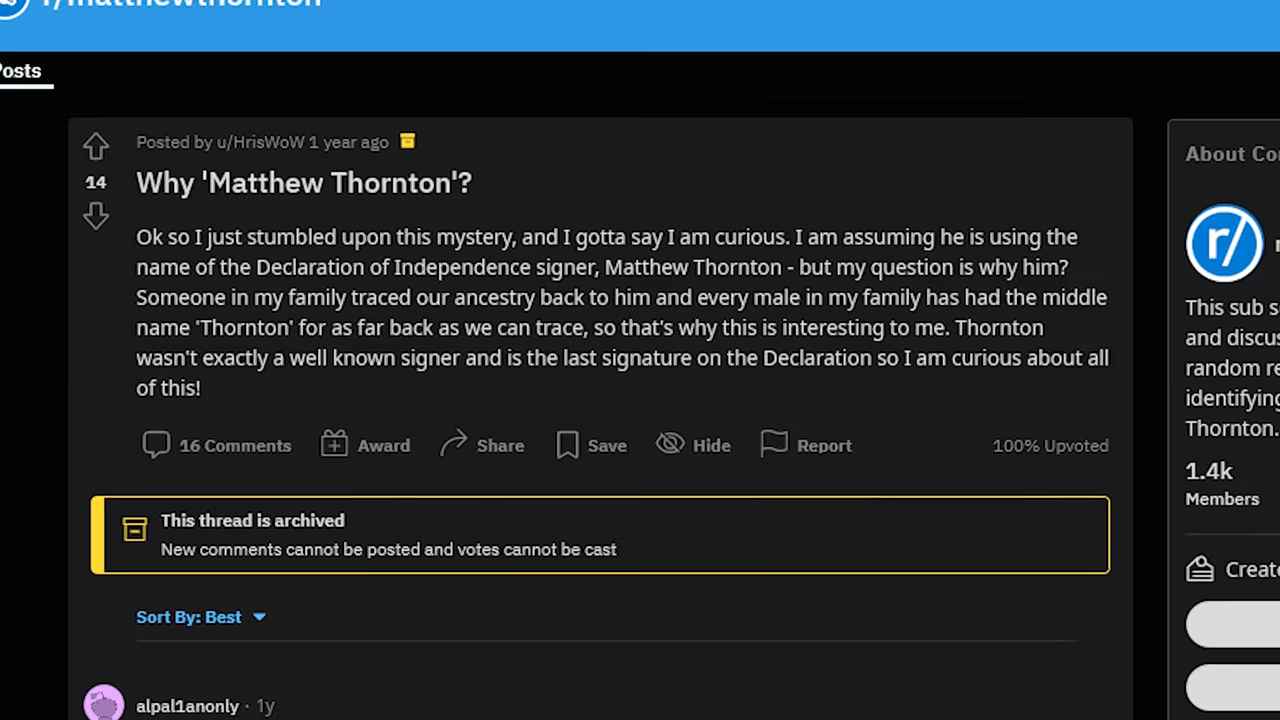 r/matthewthornton
Posts
Posted by u/HrisWoW 1 year ago
14
Why 'Matthew Thornton'?
Ok so I just stumbled upon this mystery, and I gotta say I am curious. I am assuming he is using the
name of the Declaration of Independence signer, Matthew Thornton - but my question is why him?
Someone in my family traced our ancestry back to him and every male in my family has had the middle
name 'Thornton' for as far back as we can trace, so that's why this is interesting to me. Thornton
wasn't exactly a well known signer and is the last signature on the Declaration so I am curious about all
of this!
16 Comments Award Share Save Hide Report 100% Upvoted
This thread is archived
New comments cannot be posted and votes cannot be cast
Sort By: Best
alpal1anonly · 1y
About Co
r/
This sub s
and discus
random re
identifying
Thornton.
1.4k
Members
Create